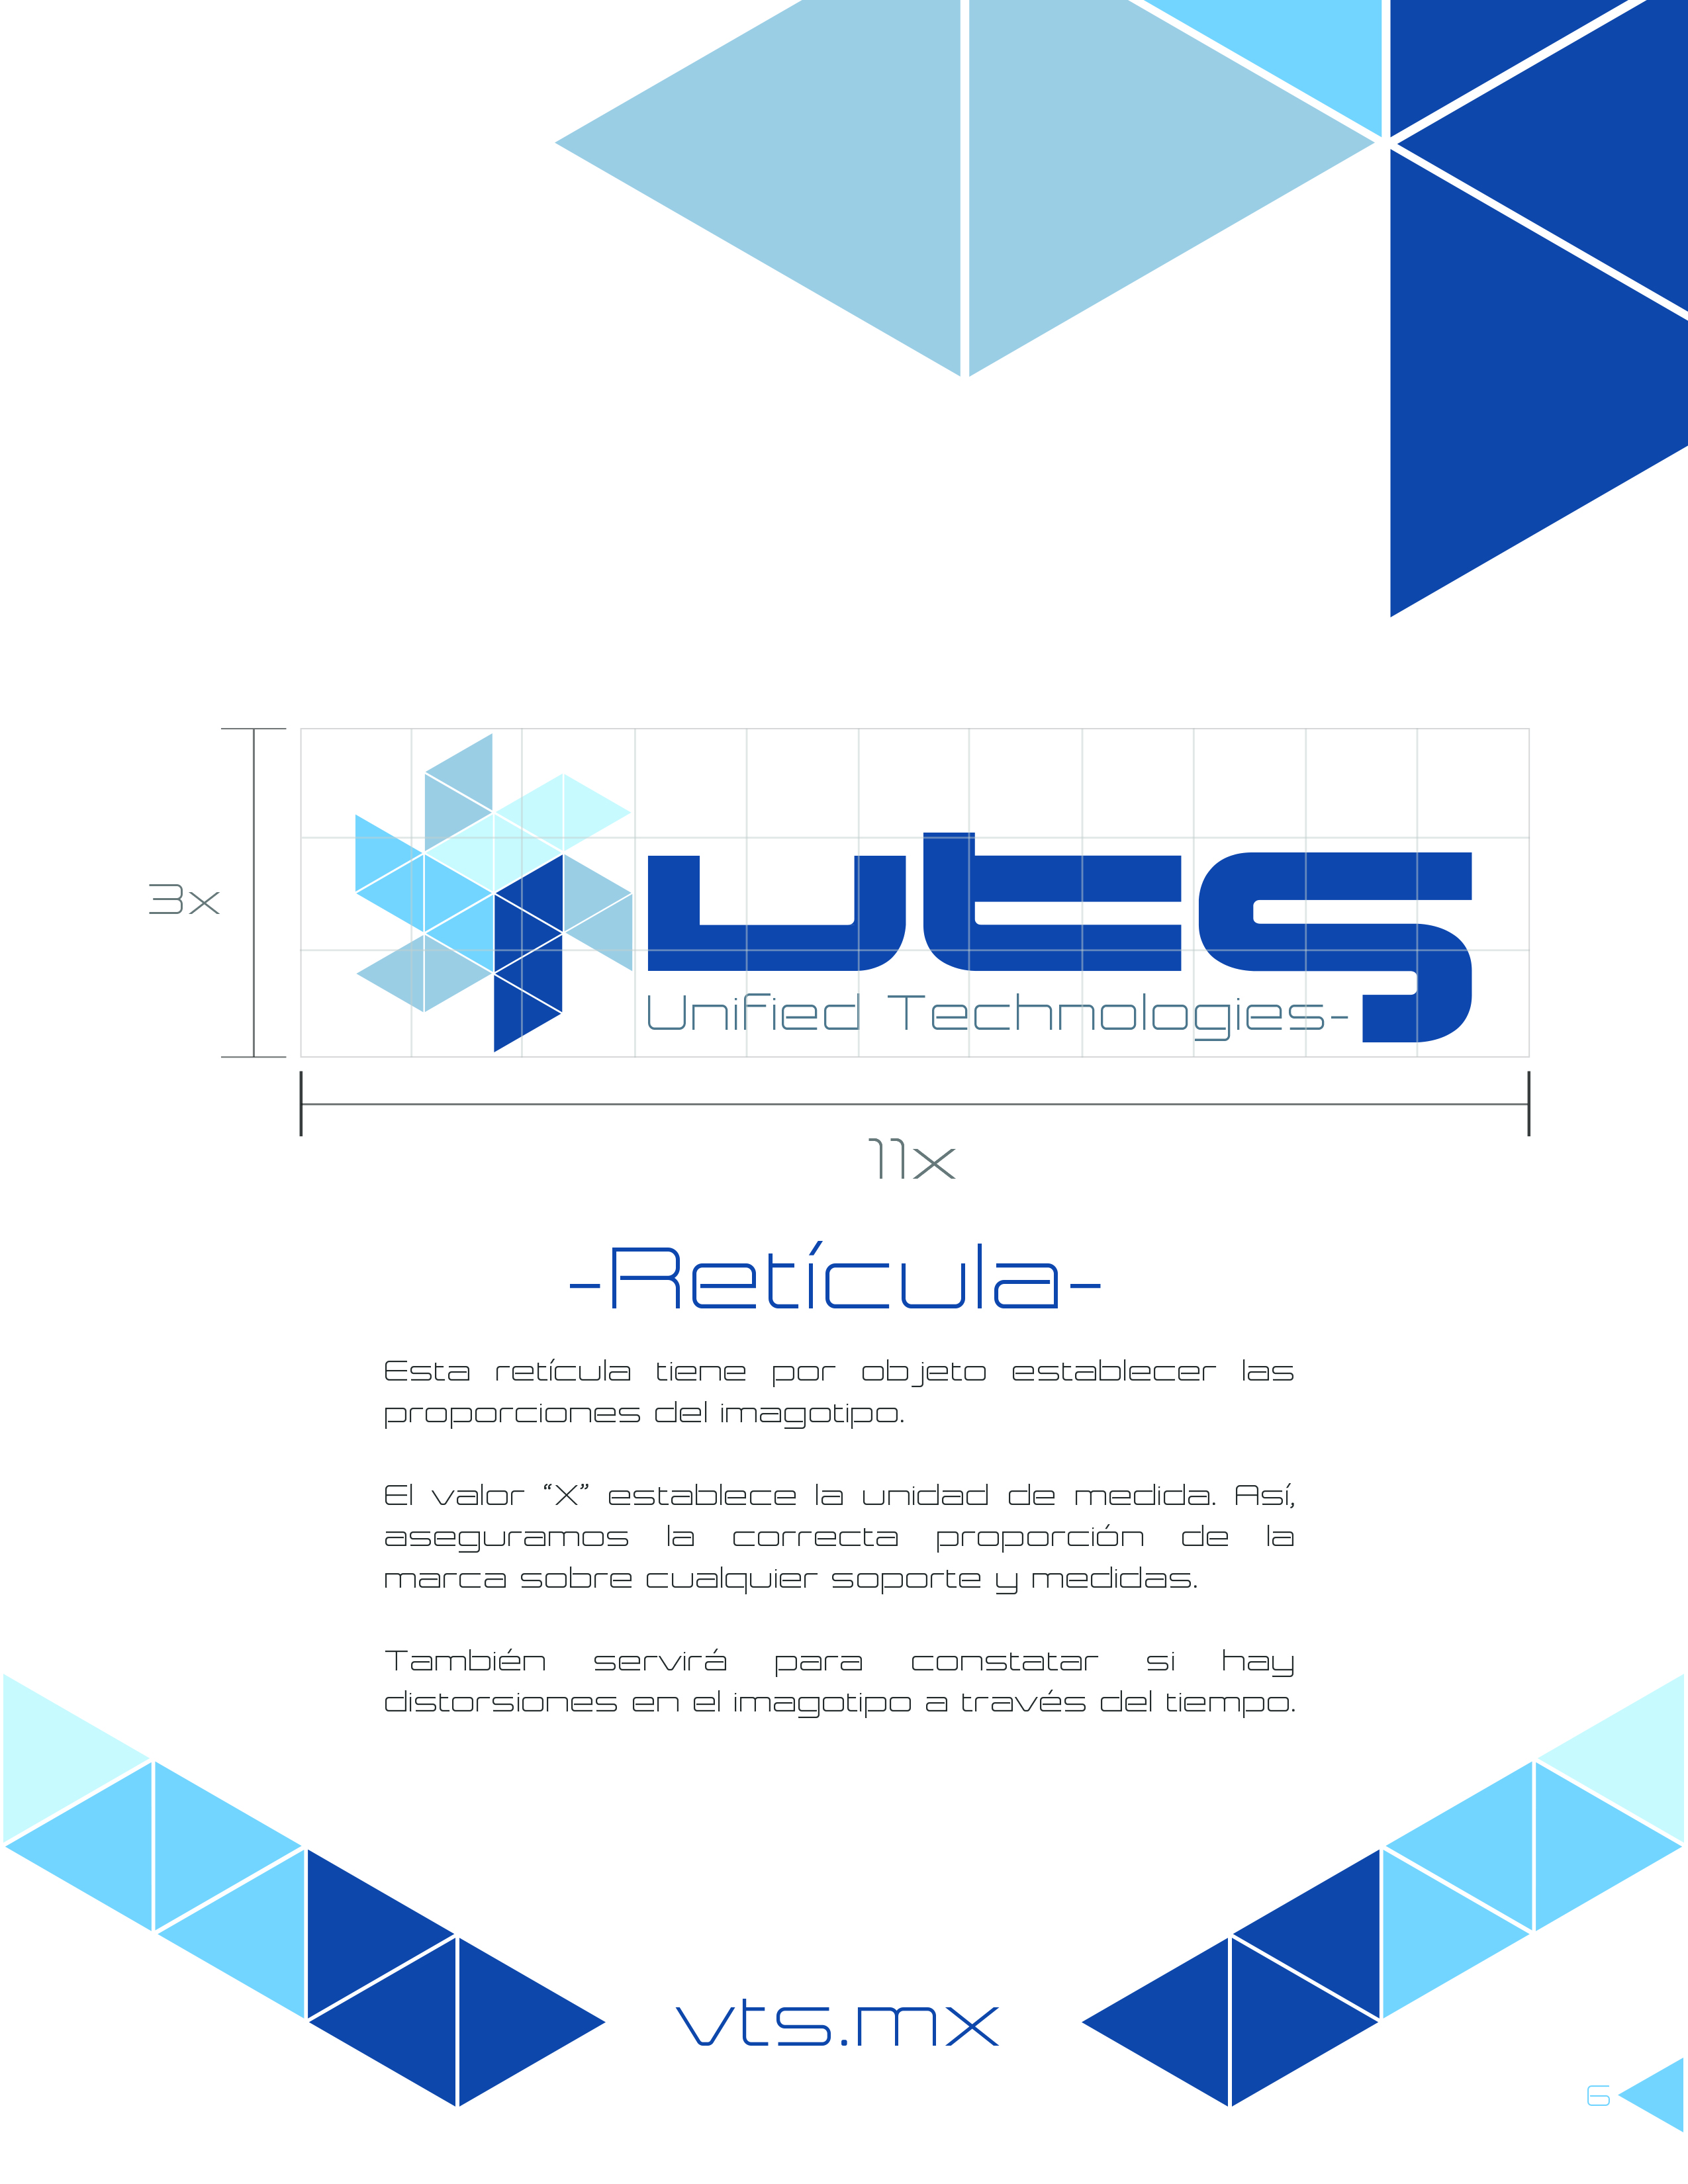 3x
uts
Unified Technologies-
11x
-Retícula-
Esta retícula tiene por objeto establecer las
proporciones del imagotipo.
El valor “X” establece la unidad de medida. Así,
aseguramos la correcta proporción de la
marca sobre cualquier soporte y medidas.
También servirá para constatar si hay
distorsiones en el imagotipo a través del tiempo.
vts.mx
6